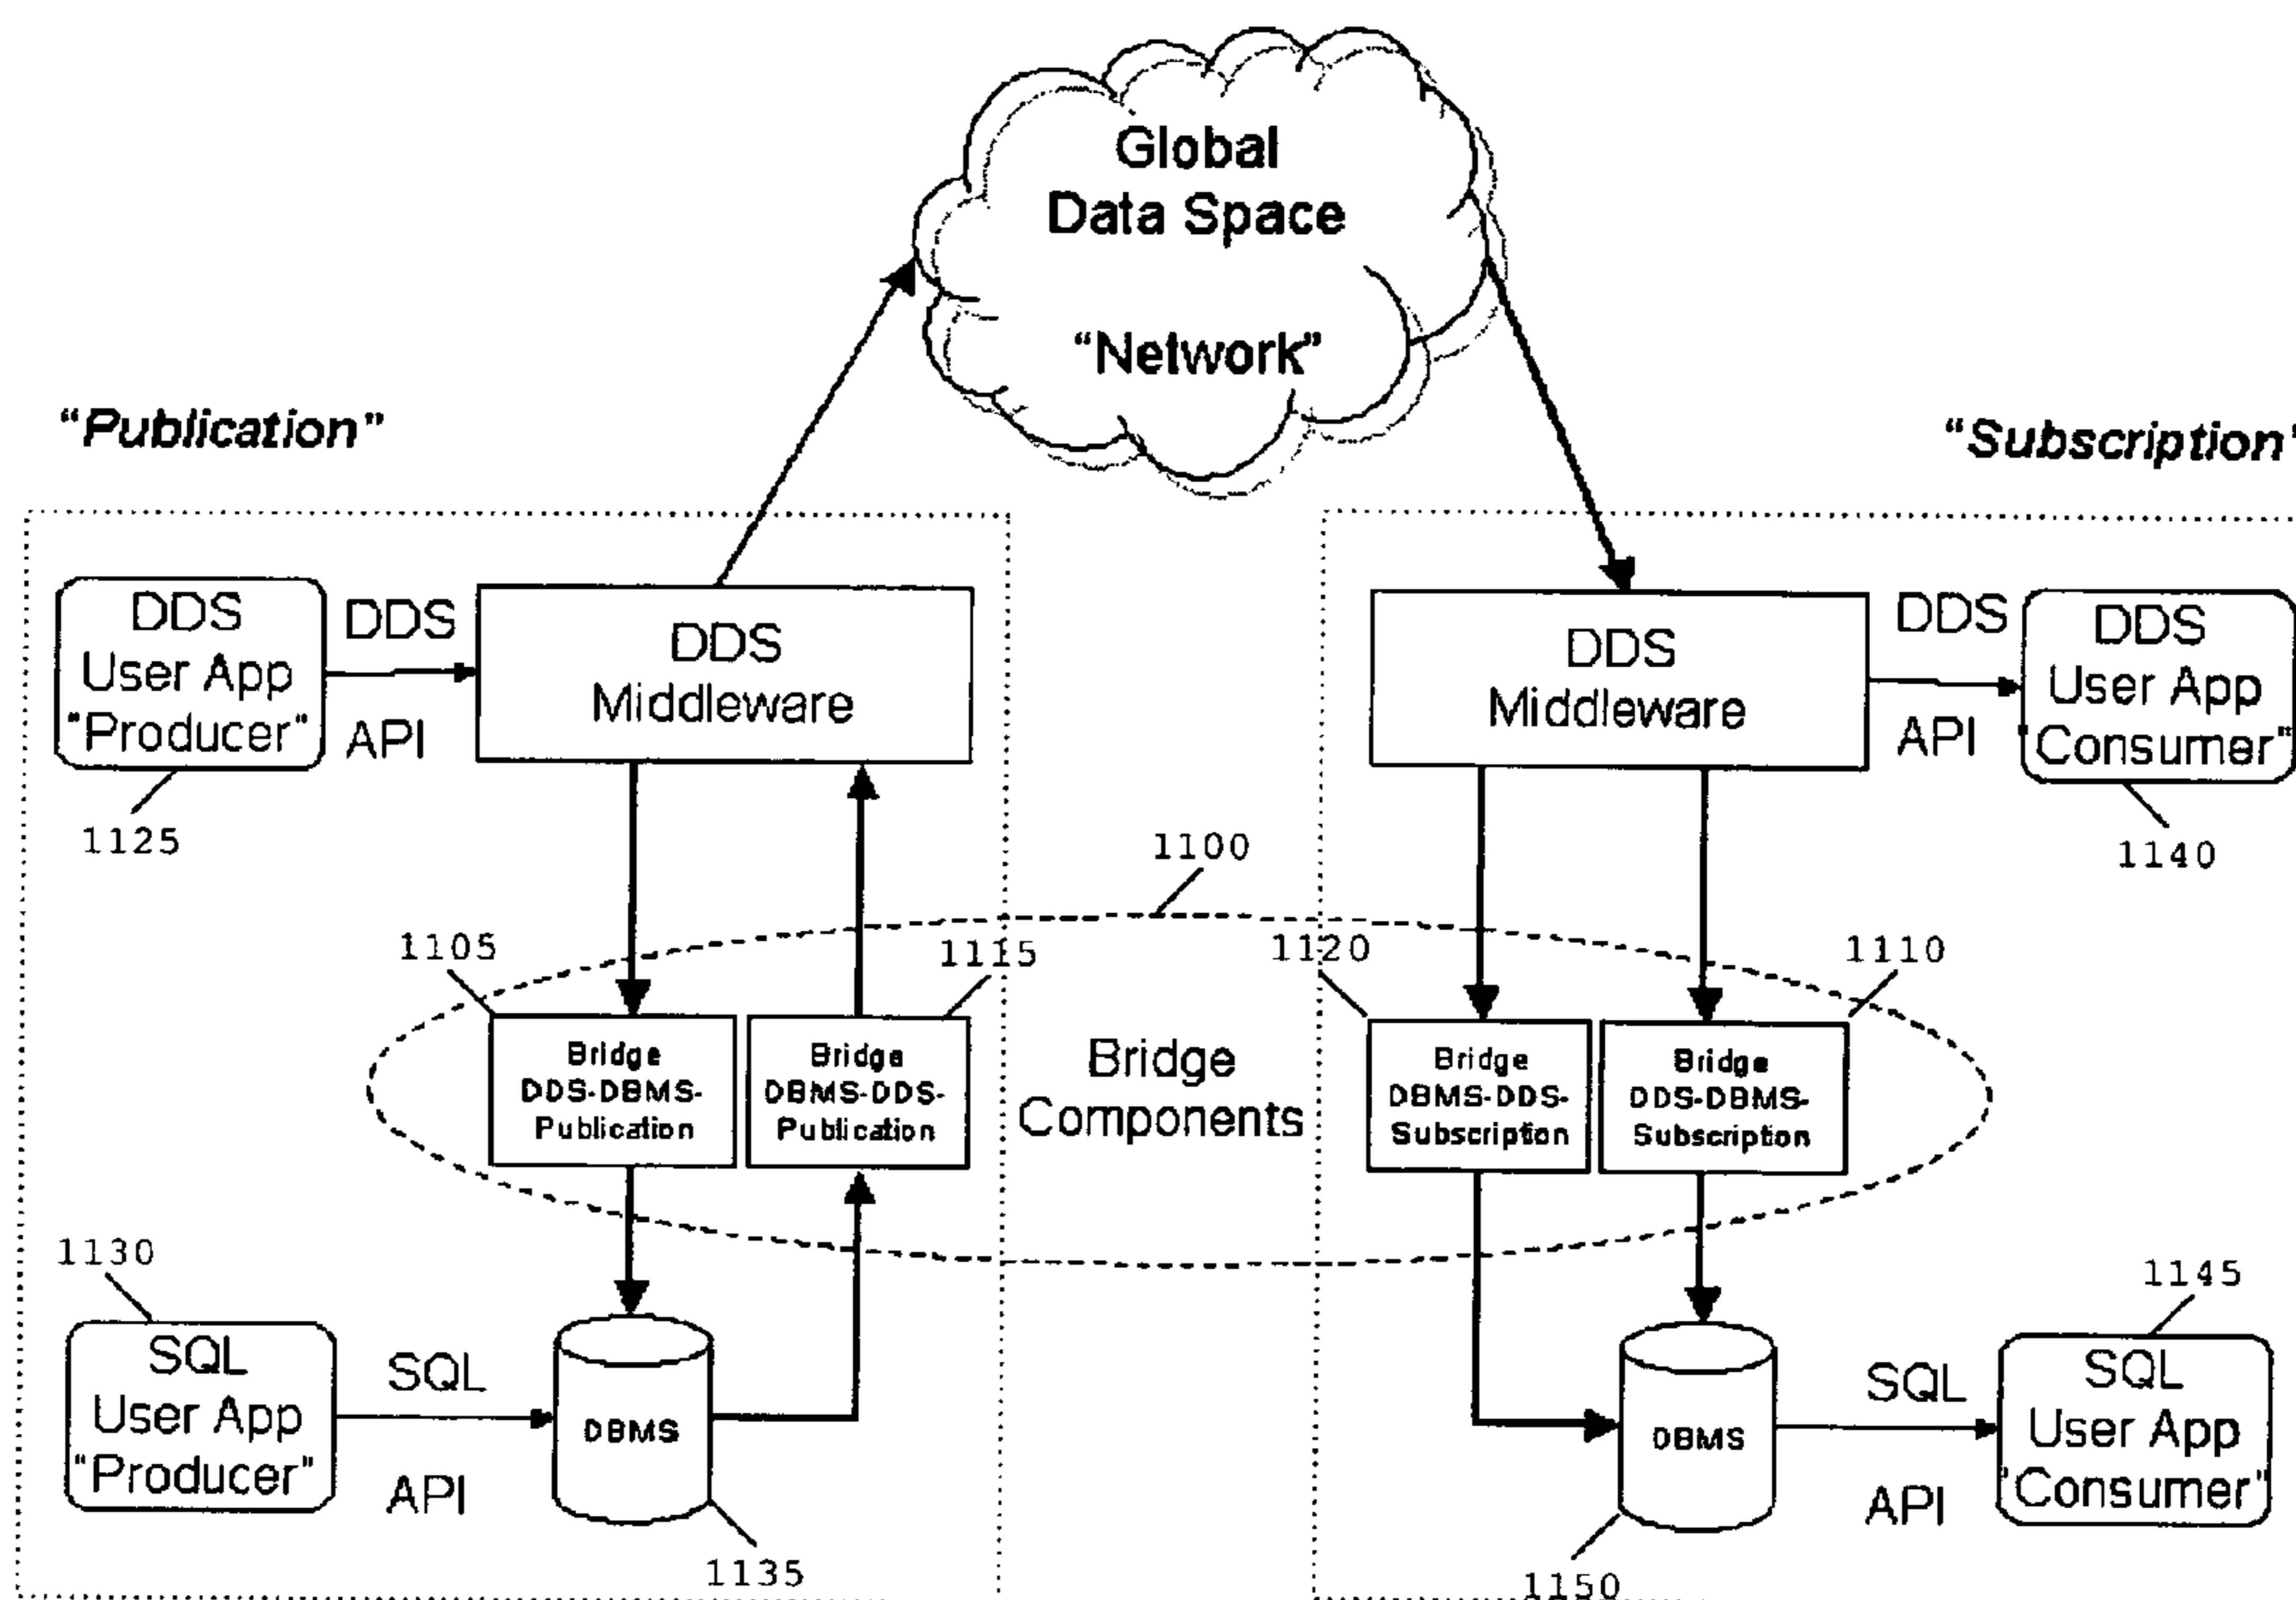 Global
Data Space
“Network”
“Publication”
“Subscription”
DDS
User App
"Producer"
DDS
API
DDS
Middleware
DDS
Middleware
DDS
API
DDS
User App
"Consumer"
1125
1140
1100
1105
1115
1120
1110
Bridge
DDS-DBMS-
Publication
Bridge
DBMS-DDS-
Publication
Bridge
Components
Bridge
DBMS-DDS-
Subscription
Bridge
DDS-DBMS-
Subscription
1130
1145
SQL
User App
"Producer"
SQL
API
DBMS
DBMS
SQL
API
SQL
User App
"Consumer"
1135
1150